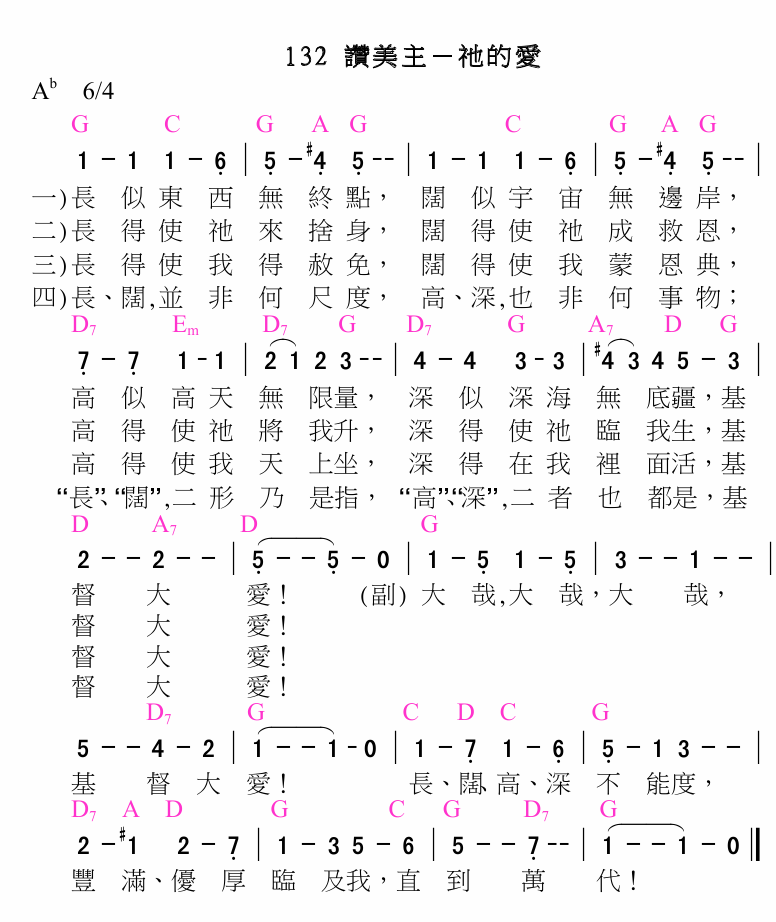 132 讚美主－祂的愛
A♭ 6/4
G C G A G C G A G
1 - 1 1 - 6̣ | 5̣ - #4̣ 5̣ - - | 1 - 1 1 - 6̣ | 5̣ - #4̣ 5̣ - - |
一)長 似 東 西 無 終 點， 闊 似 宇 宙 無 邊 岸，
二)長 得 使 祂 來 捨 身， 闊 得 使 祂 成 救 恩，
三)長 得 使 我 得 赦 免， 闊 得 使 我 蒙 恩 典，
四)長、闊,並 非 何 尺 度， 高、深,也 非 何 事 物；
D7 Em D7 G D7 G A7 D G
7̣ - 7̣ 1 - 1 | 2 1 2 3 - - | 4 - 4 3 - 3 | #4 3 4 5 - 3 |
高 似 高 天 無 限量， 深 似 深 海 無 底疆，基
高 得 使 祂 將 我升， 深 得 使 祂 臨 我生，基
高 得 使 我 天 上坐， 深 得 在 我 裡 面活，基
“長”、“闊”,二 形 乃 是指， “高”、“深”,二 者 也 都是，基
D A7 D G
2 - - 2 - - | 5̣ - - 5̣ - 0 | 1 - 5̣ 1 - 5̣ | 3 - - 1 - - |
督 大 愛！ (副) 大 哉,大 哉，大 哉，
督 大 愛！
督 大 愛！
督 大 愛！
D7 G C D C G
5 - - 4 - 2 | 1 - - 1 - 0 | 1 - 7̣ 1 - 6̣ | 5̣ - 1 3 - - |
基 督 大 愛！ 長、闊、高、深 不 能度，
D7 A D G C G D7 G
2 - #1 2 - 7̣ | 1 - 3 5 - 6 | 5 - - 7̣ - - | 1 - - 1 - 0 ‖
豐 滿、優 厚 臨 及我，直 到 萬 代！